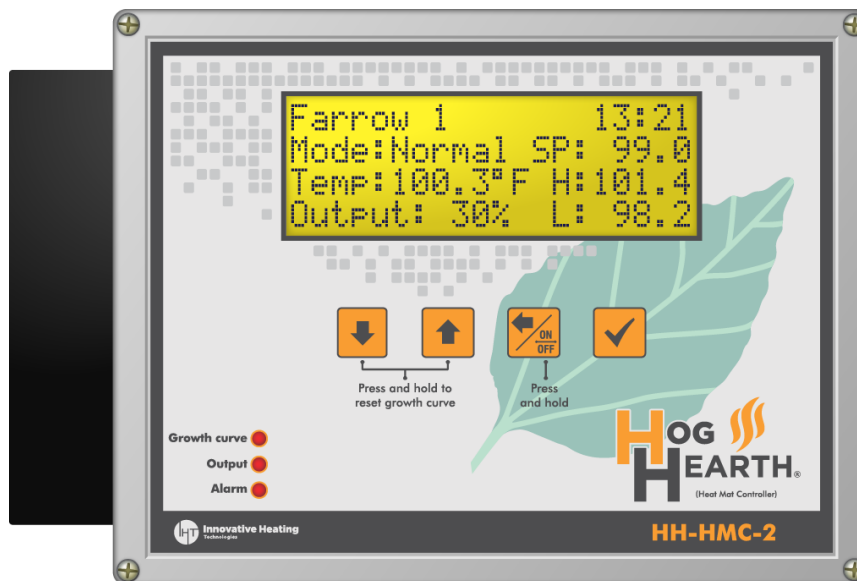 Farrow 1 13:21
Mode:Normal SP: 99.0
Temp:100.3°F H:101.4
Output: 30% L: 98.2
ON
OFF
Press and hold to
reset growth curve
Press
and hold
Growth curve
Output
Alarm
HOG
HEARTH®
(Heat Mat Controller)
IHT Innovative Heating
Technologies
HH-HMC-2